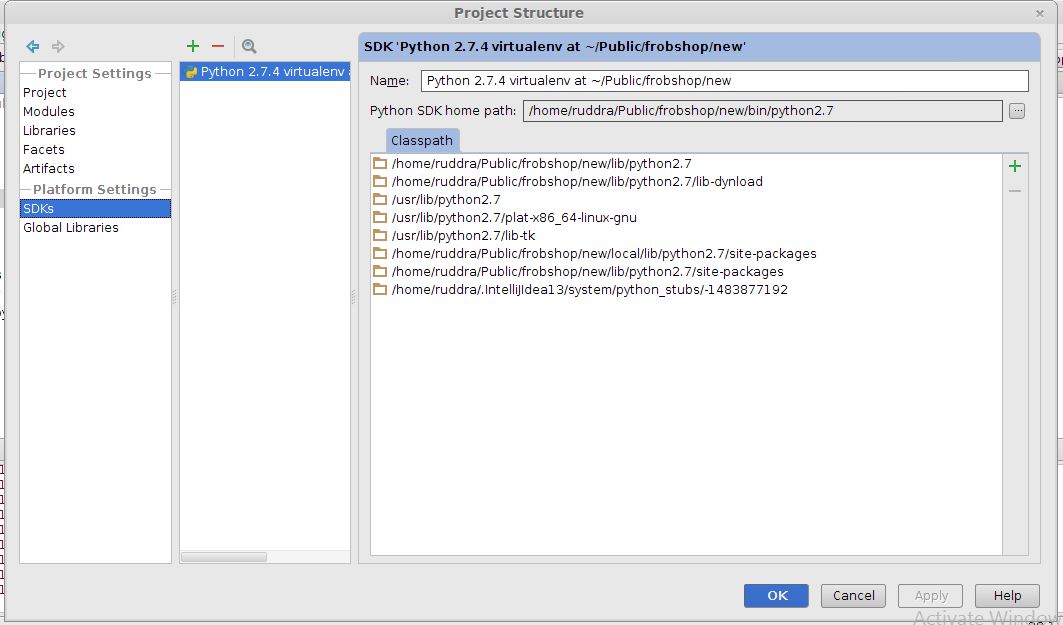 Project Structure
Project Settings
Project
Modules
Libraries
Facets
Artifacts
Platform Settings
SDKs
Global Libraries
Python 2.7.4 virtualenv
SDK 'Python 2.7.4 virtualenv at ~/Public/frobshop/new'
Name: Python 2.7.4 virtualenv at ~/Public/frobshop/new
Python SDK home path: /home/ruddra/Public/frobshop/new/bin/python2.7
Classpath
/home/ruddra/Public/frobshop/new/lib/python2.7
/home/ruddra/Public/frobshop/new/lib/python2.7/lib-dynload
/usr/lib/python2.7
/usr/lib/python2.7/plat-x86_64-linux-gnu
/usr/lib/python2.7/lib-tk
/home/ruddra/Public/frobshop/new/local/lib/python2.7/site-packages
/home/ruddra/Public/frobshop/new/lib/python2.7/site-packages
/home/ruddra/.IntelliJIdea13/system/python_stubs/-1483877192
OK Cancel Apply Help
Activate Window